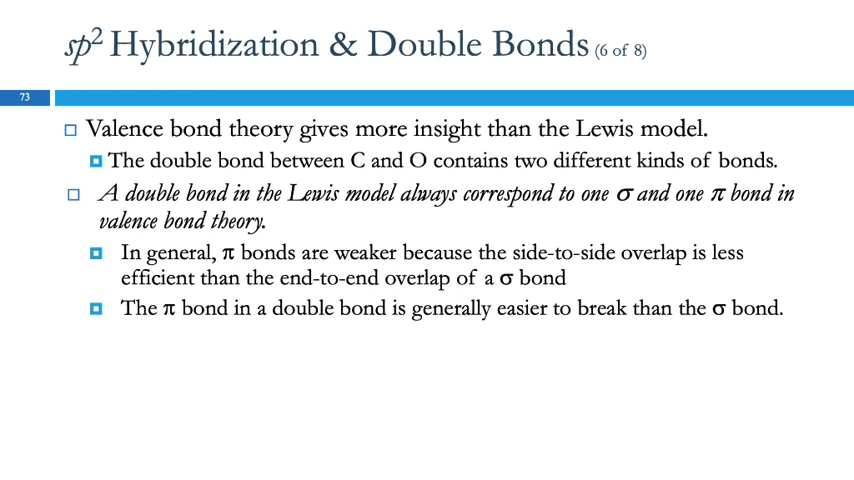 sp² Hybridization & Double Bonds (6 of 8)
73
Valence bond theory gives more insight than the Lewis model.
The double bond between C and O contains two different kinds of bonds.
A double bond in the Lewis model always correspond to one σ and one π bond in
valence bond theory.
In general, π bonds are weaker because the side-to-side overlap is less
efficient than the end-to-end overlap of a σ bond
The π bond in a double bond is generally easier to break than the σ bond.